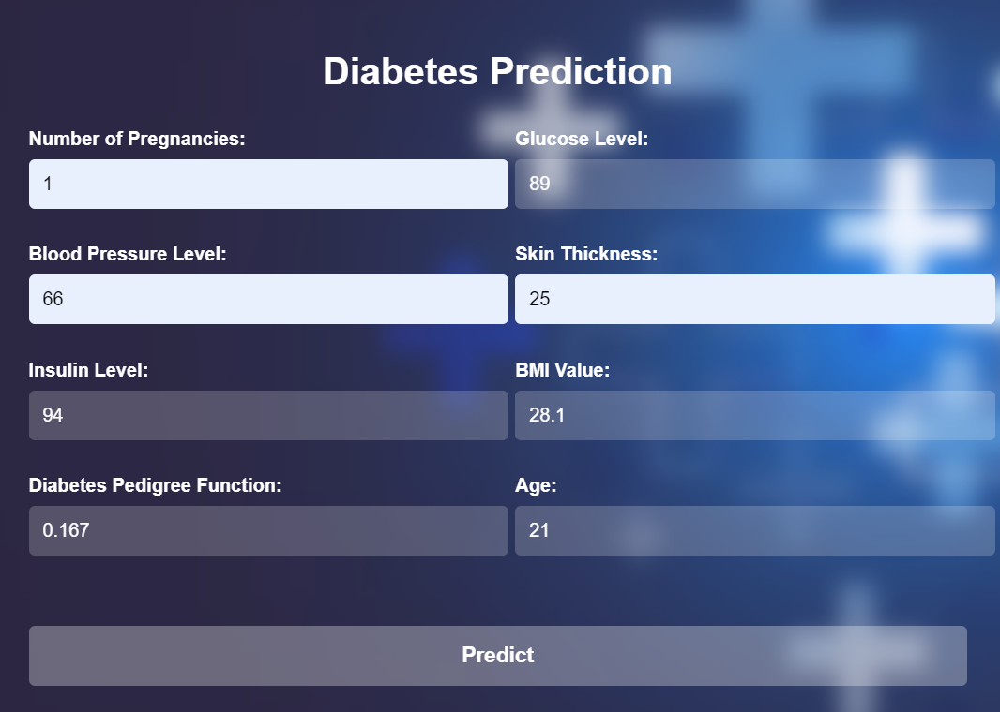 Diabetes Prediction
Number of Pregnancies:
Glucose Level:
1
89
Blood Pressure Level:
Skin Thickness:
66
25
Insulin Level:
BMI Value:
94
28.1
Diabetes Pedigree Function:
Age:
0.167
21
Predict